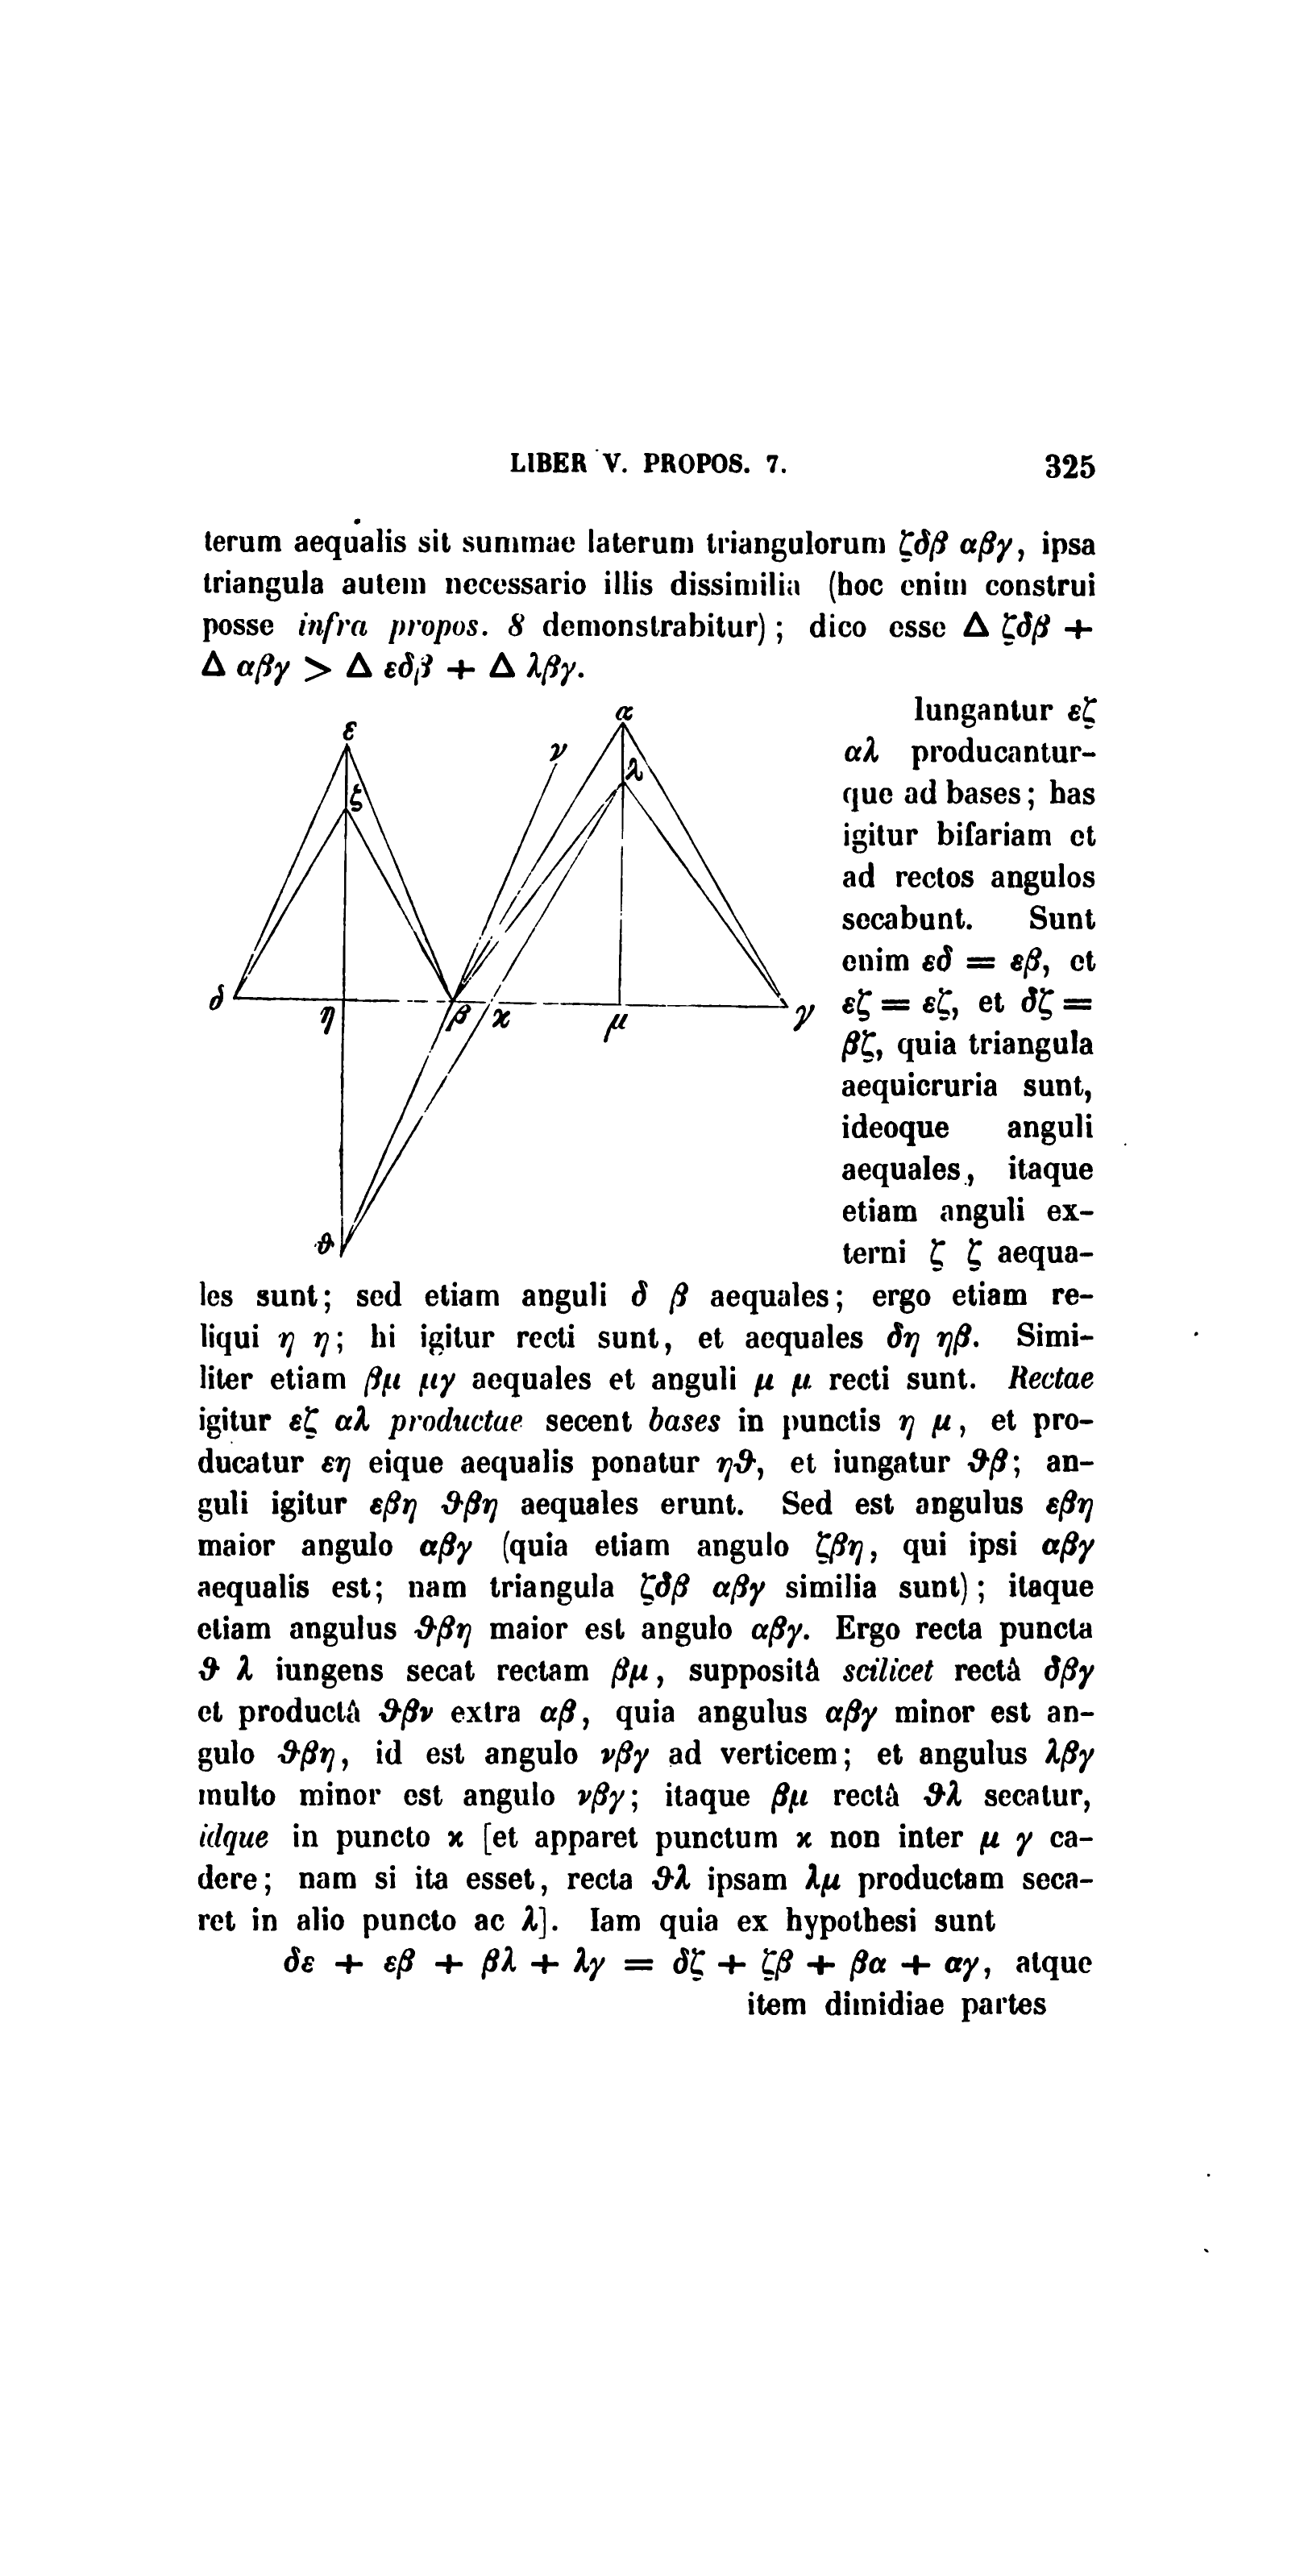 LIBER V. PROPOS. 7. 325
terum aequalis sit summae laterum triangulorum ζδβ αβγ, ipsa
triangula autem necessario illis dissimilia (hoc enim construi
posse infra propos. 8 demonstrabitur); dico esse Δ ζδβ +
Δ αβγ > Δ εδβ + Δ λβγ.
ε
ζ
ν
α
λ
δ
η
β
κ
μ
γ
ϑ
Iungantur εζ
αλ producantur-
que ad bases; has
igitur bifariam et
ad rectos angulos
secabunt. Sunt
enim εδ = εβ, et
εζ = εζ, et δζ =
βζ, quia triangula
aequicruria sunt,
ideoque anguli
aequales, itaque
etiam anguli ex-
terni ζ ζ aequa-
les sunt; sed etiam anguli δ β aequales; ergo etiam re-
liqui η η; hi igitur recti sunt, et aequales δη ηβ. Simi-
liter etiam βμ μγ aequales et anguli μ μ recti sunt. Rectae
igitur εζ αλ productae secent bases in punctis η μ, et pro-
ducatur εη eique aequalis ponatur ηϑ, et iungatur ϑβ; an-
guli igitur εβη ϑβη aequales erunt. Sed est angulus εβη
maior angulo αβγ (quia etiam angulo ζβη, qui ipsi αβγ
aequalis est; nam triangula ζδβ αβγ similia sunt); itaque
etiam angulus ϑβη maior est angulo αβγ. Ergo recta puncta
ϑ λ iungens secat rectam βμ, suppositâ scilicet rectâ δβγ
et productâ ϑβν extra αβ, quia angulus αβγ minor est an-
gulo ϑβη, id est angulo νβγ ad verticem; et angulus λβγ
multo minor est angulo νβγ; itaque βμ rectâ ϑλ secatur,
idque in puncto κ [et apparet punctum κ non inter μ γ ca-
dere; nam si ita esset, recta ϑλ ipsam λμ productam seca-
ret in alio puncto ac λ]. Iam quia ex hypothesi sunt
δε + εβ + βλ + λγ = δζ + ζβ + βα + αγ, atque
item dimidiae partes